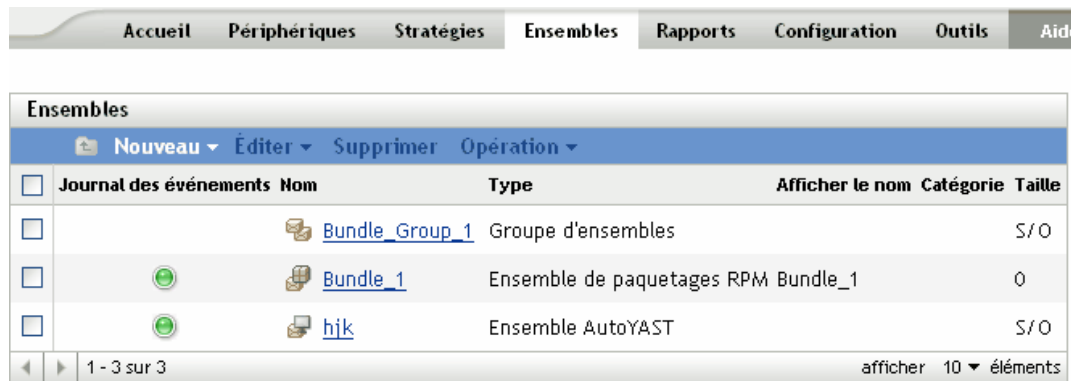 Accueil Périphériques Stratégies Ensembles Rapports Configuration Outils Aide
Ensembles
Nouveau Éditer Supprimer Opération
Journal des événements Nom Type Afficher le nom Catégorie Taille
Bundle_Group_1 Groupe d'ensembles S/O
Bundle_1 Ensemble de paquetages RPM Bundle_1 0
hjk Ensemble AutoYAST S/O
1 - 3 sur 3 afficher 10 éléments